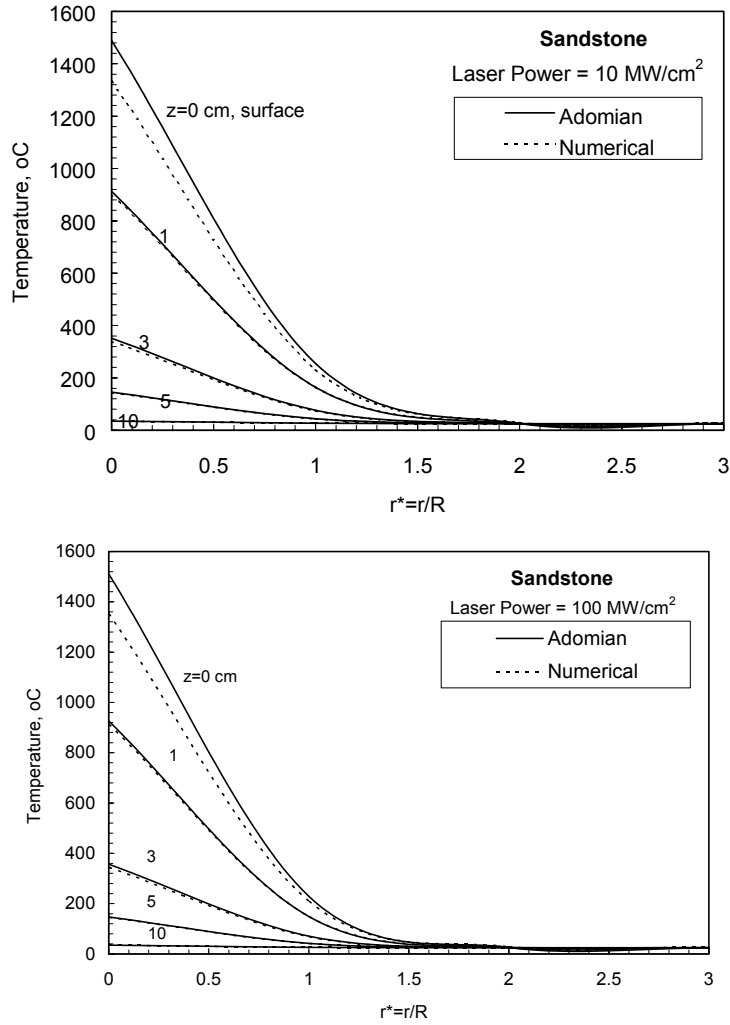 Sandstone
Laser Power = 10 MW/cm²
Adomian
Numerical
z=0 cm, surface
1
3
5
10
Temperature, oC
1600
1400
1200
1000
800
600
400
200
0
0 0.5 1 1.5 2 2.5 3
r*=r/R
Sandstone
Laser Power = 100 MW/cm²
Adomian
Numerical
z=0 cm
1
3
5
10
Temperature, oC
1600
1400
1200
1000
800
600
400
200
0
0 0.5 1 1.5 2 2.5 3
r*=r/R